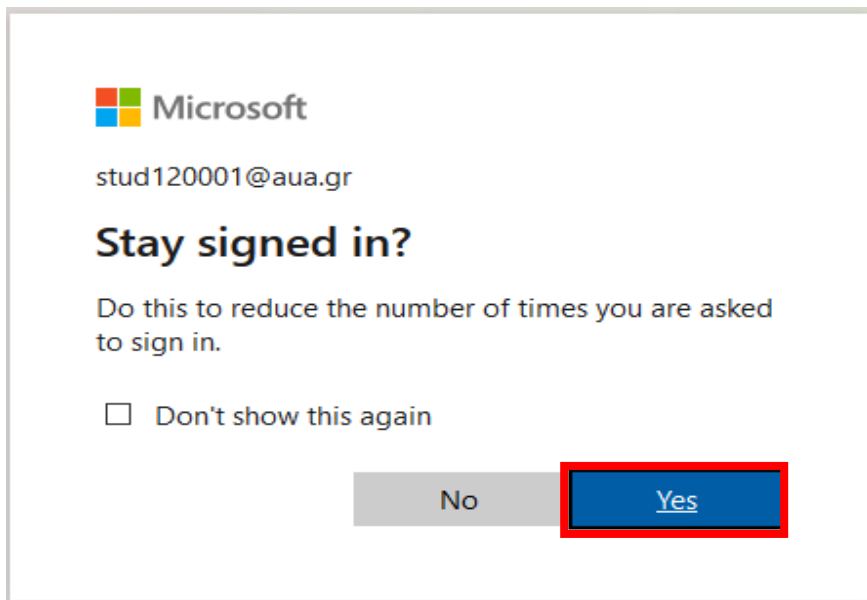 Microsoft
stud120001@aua.gr
Stay signed in?
Do this to reduce the number of times you are asked
to sign in.
Don't show this again
No
Yes